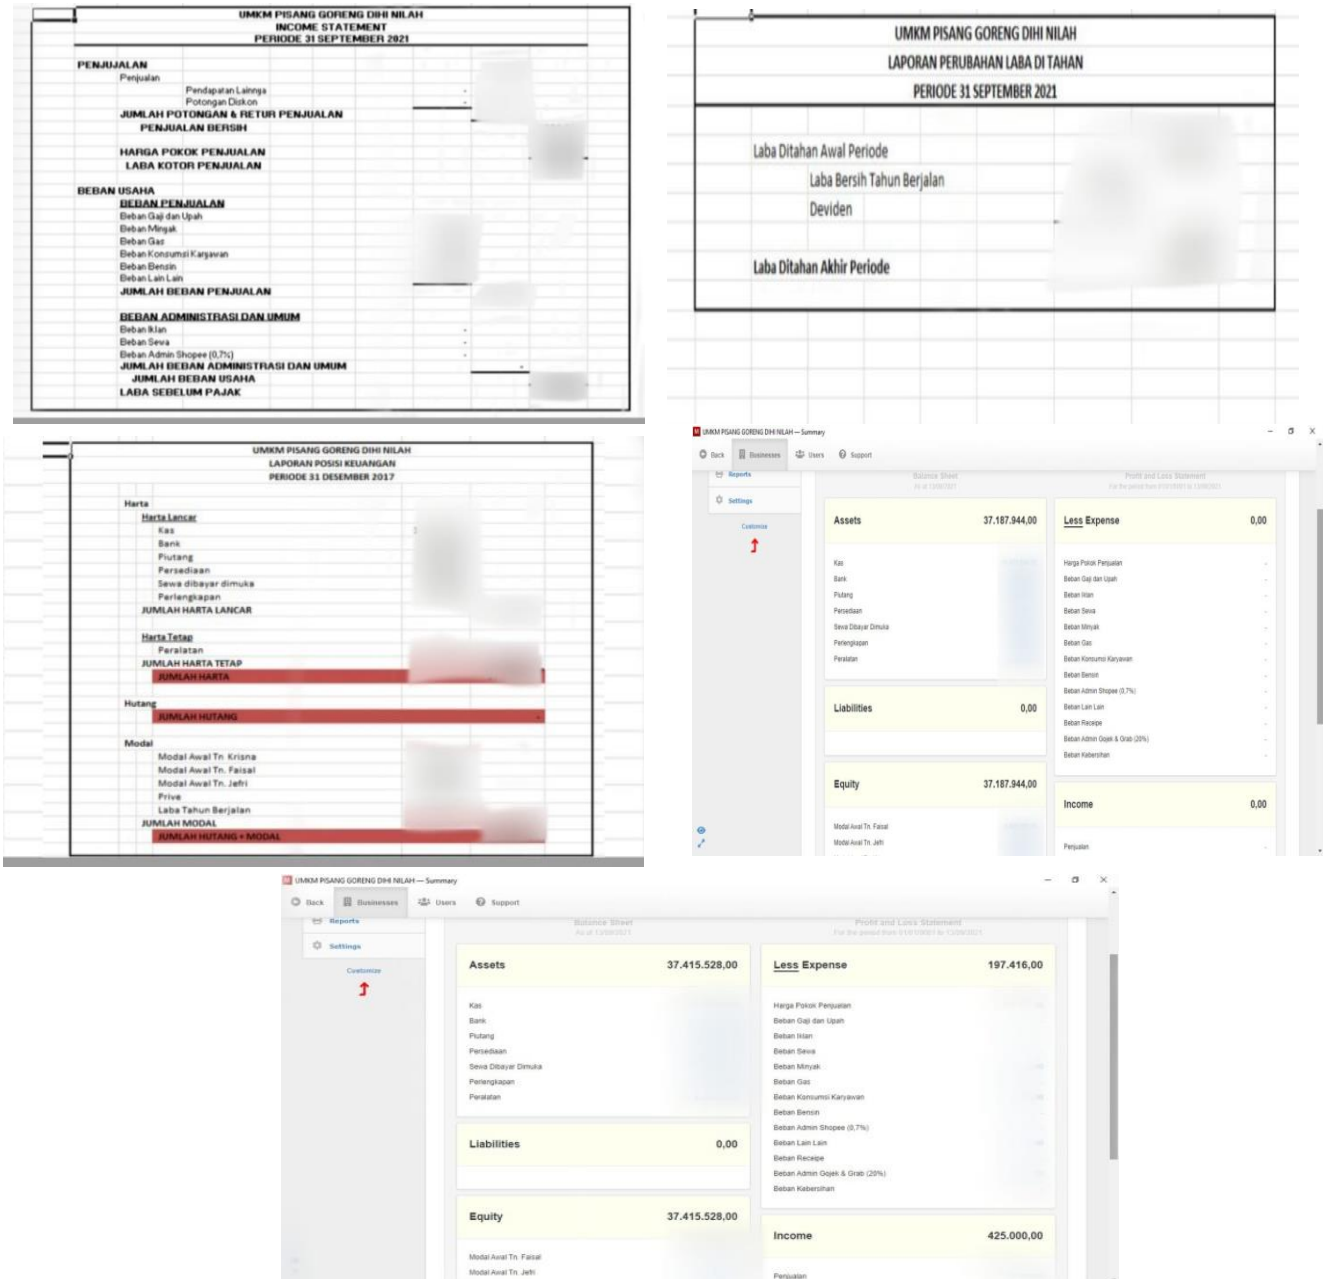 UMKM PISANG GORENG DIHI NILAH
INCOME STATEMENT
PERIODE 31 SEPTEMBER 2021
PENJUJALAN
Penjualan
Pendapatan Lainnga
Potongan Diskon
JUMLAH POTONGAN & RETUR PENJUALAN
PENJUALAN BERSIH
HARGA POKOK PENJUALAN
LABA KOTOR PENJUALAN
BEBAN USAHA
BEBAN PENJUALAN
Beban Gaji dan Upah
Beban Mingak
Beban Gas
Beban Konsumsi Kargawan
Beban Bensin
Beban Lain Lain
JUMLAH BEBAN PENJUALAN
BEBAN ADMINISTRASI DAN UMUM
Beban Iklan
Beban Sewa
Beban Admin Shopee (0,7%)
JUMLAH BEBAN ADMINISTRASI DAN UMUM
JUMLAH BEBAN USAHA
LABA SEBELUM PAJAK
UMKM PISANG GORENG DIHI NILAH
LAPORAN PERUBAHAN LABA DI TAHAN
PERIODE 31 SEPTEMBER 2021
Laba Ditahan Awal Periode
Laba Bersih Tahun Berjalan
Deviden
Laba Ditahan Akhir Periode
UMKM PISANG GORENG DIHI NILAH
LAPORAN POSISI KEUANGAN
PERIODE 31 DESEMBER 2017
Harta
Harta Lancar
Kas
Bank
Piutang
Persediaan
Sewa dibayar dimuka
Perlengkapan
JUMLAH HARTA LANCAR
Harta Tetap
Peralatan
JUMLAH HARTA TETAP
JUMLAH HARTA
Hutang
JUMLAH HUTANG
Modal
Modal Awal Tn Krisna
Modal Awal Tn. Faisal
Modal Awal Tn. Jefri
Prive
Laba Tahun Berjalan
JUMLAH MODAL
JUMLAH HUTANG + MODAL
UMKM PISANG GORENG DIHI NILAH — Summary
Back Businesses Users Support
Reports
Settings
Customize
Balance Sheet
As at 13/09/2021
Assets 37.187.944,00
Kas
Bank
Piutang
Persediaan
Sewa Dibayar Dimuka
Perlengkapan
Peralatan
Liabilities 0,00
Equity 37.187.944,00
Modal Awal Tn. Faisal
Modal Awal Tn. Jefri
Profit and Loss Statement
Less Expense 0,00
Harga Pokok Penjualan -
Beban Gaji dan Upah -
Beban Iklan -
Beban Sewa -
Beban Minyak -
Beban Gas -
Beban Konsumsi Karyawan -
Beban Bensin -
Beban Admin Shopee (0,7%) -
Beban Lain Lain -
Beban Receipe -
Beban Admin Gojek & Grab (20%) -
Beban Kebersihan -
Income 0,00
Penjualan -
UMKM PISANG GORENG DIHI NILAH — Summary
Back Businesses Users Support
Reports
Settings
Customize
Balance Sheet
As at 13/09/2021
Assets 37.415.528,00
Kas
Bank
Piutang
Persediaan
Sewa Dibayar Dimuka
Perlengkapan
Peralatan
Liabilities 0,00
Equity 37.415.528,00
Modal Awal Tn. Faisal
Modal Awal Tn. Jefri
Profit and Loss Statement
Less Expense 197.416,00
Harga Pokok Penjualan
Beban Gaji dan Upah
Beban Iklan
Beban Sewa
Beban Minyak
Beban Gas
Beban Konsumsi Karyawan
Beban Bensin
Beban Admin Shopee (0,7%)
Beban Lain Lain
Beban Receipe
Beban Admin Gojek & Grab (20%)
Beban Kebersihan
Income 425.000,00
Penjualan